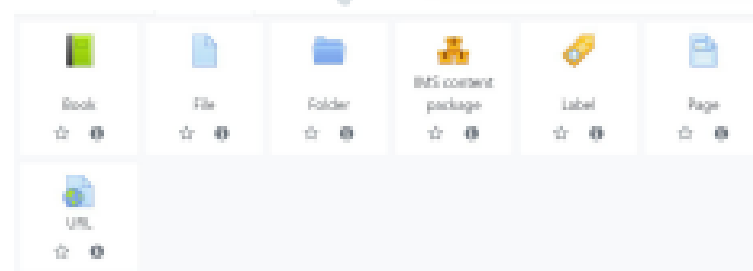 Book
File
Folder
IMS content
package
Label
Page
URL